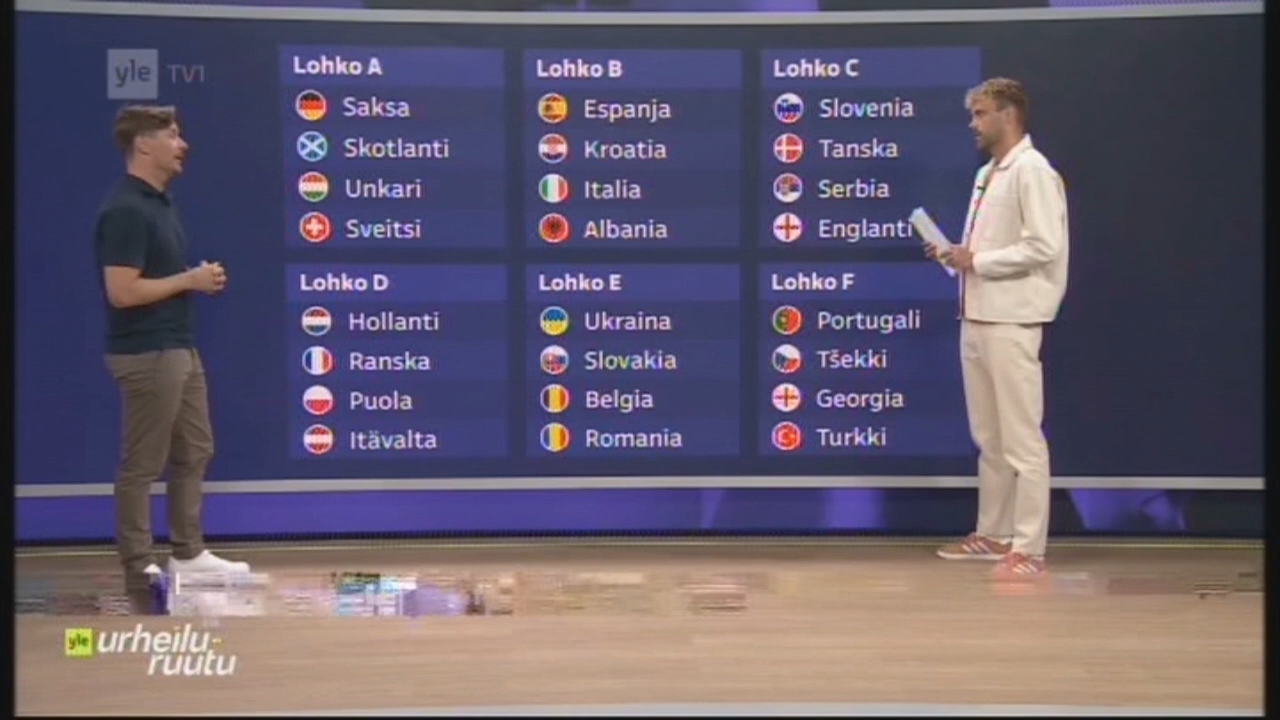 yle TV1
Lohko A
Saksa
Skotlanti
Unkari
Sveitsi
Lohko B
Espanja
Kroatia
Italia
Albania
Lohko C
Slovenia
Tanska
Serbia
Englanti
Lohko D
Hollanti
Ranska
Puola
Itävalta
Lohko E
Ukraina
Slovakia
Belgia
Romania
Lohko F
Portugali
Tšekki
Georgia
Turkki
yle urheilu-
ruutu